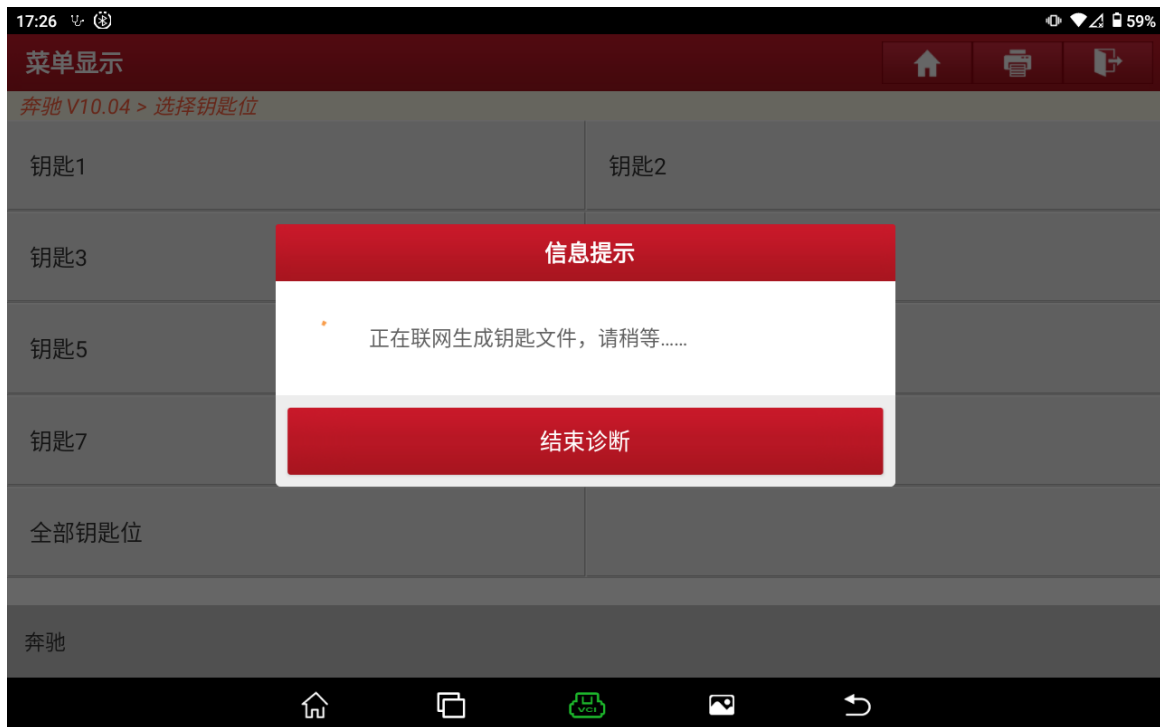 17:26
59%
菜单显示
奔驰 V10.04 > 选择钥匙位
钥匙1
钥匙2
钥匙3
信息提示
正在联网生成钥匙文件，请稍等......
钥匙5
钥匙7
结束诊断
全部钥匙位
奔驰
VCI